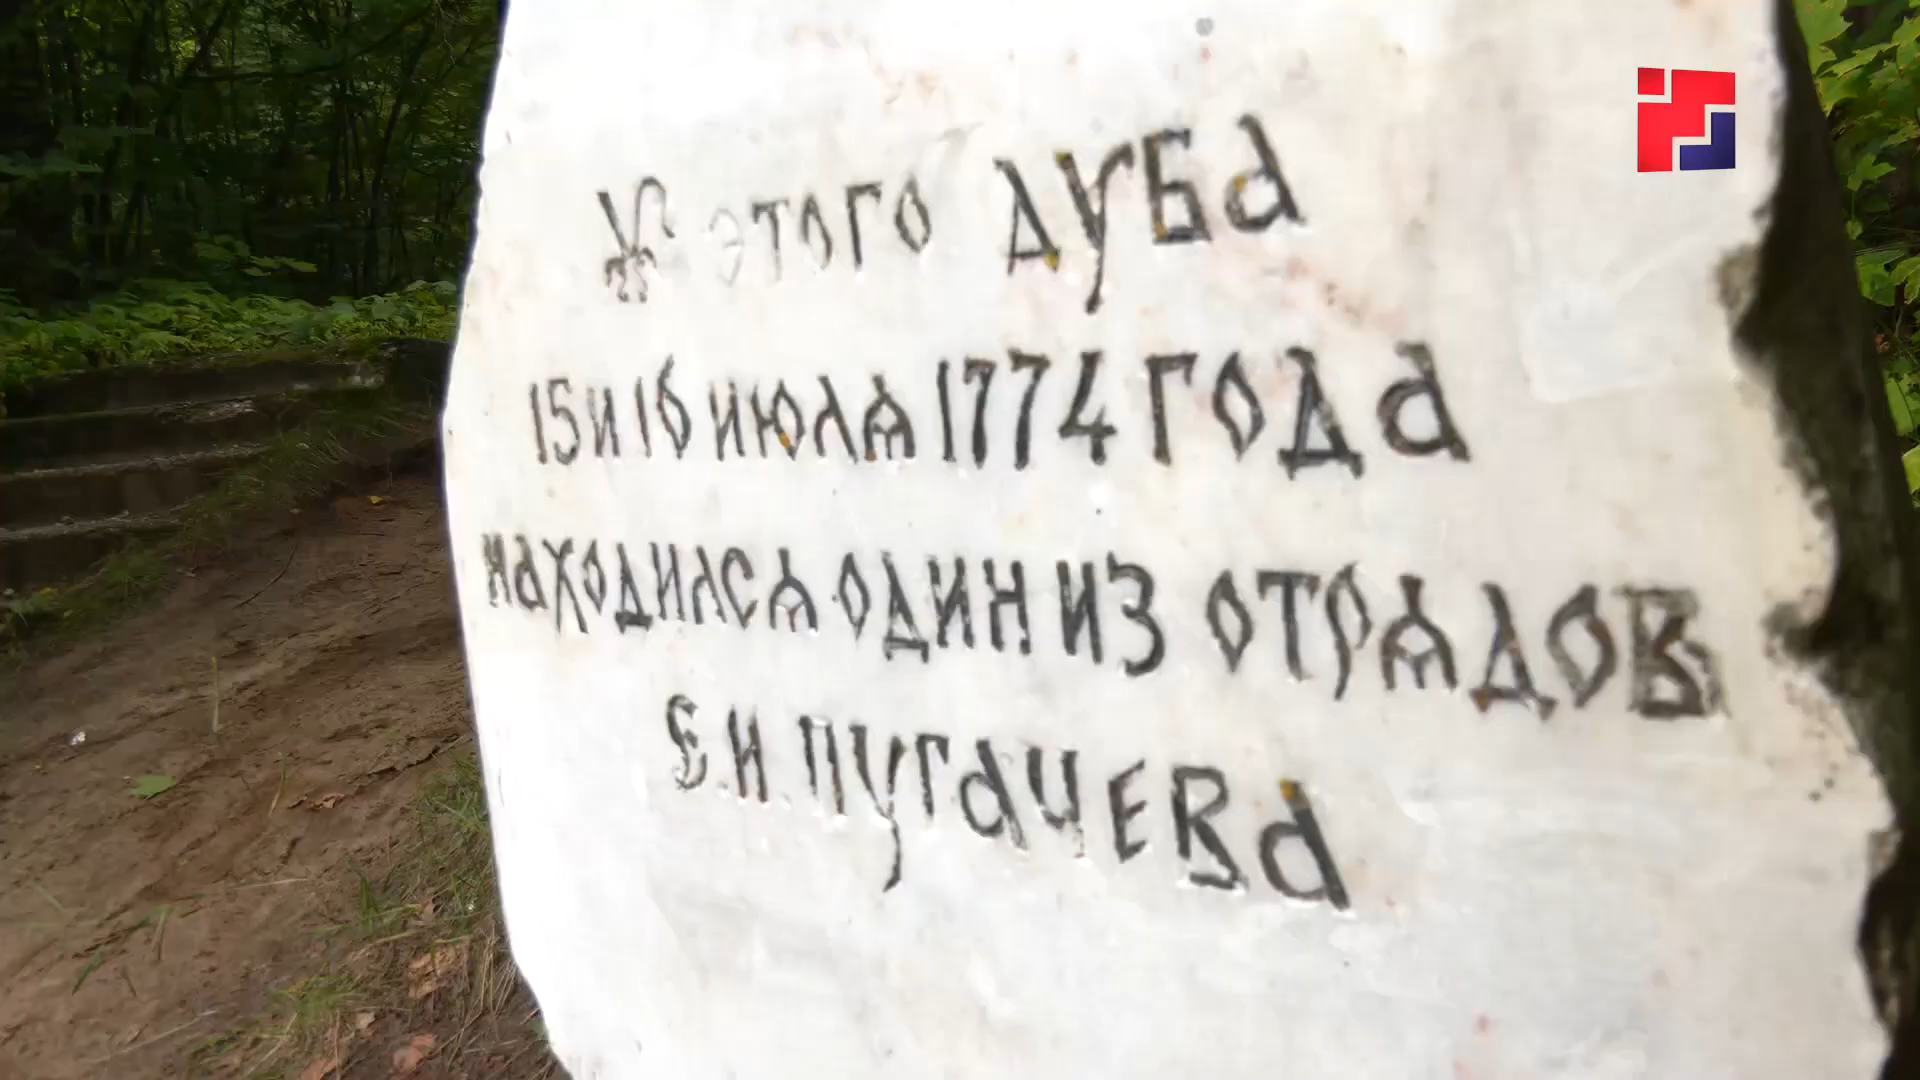 У этого дуба
15 и 16 июля 1774 года
находился один из отрядов
Е. И. Пугачева